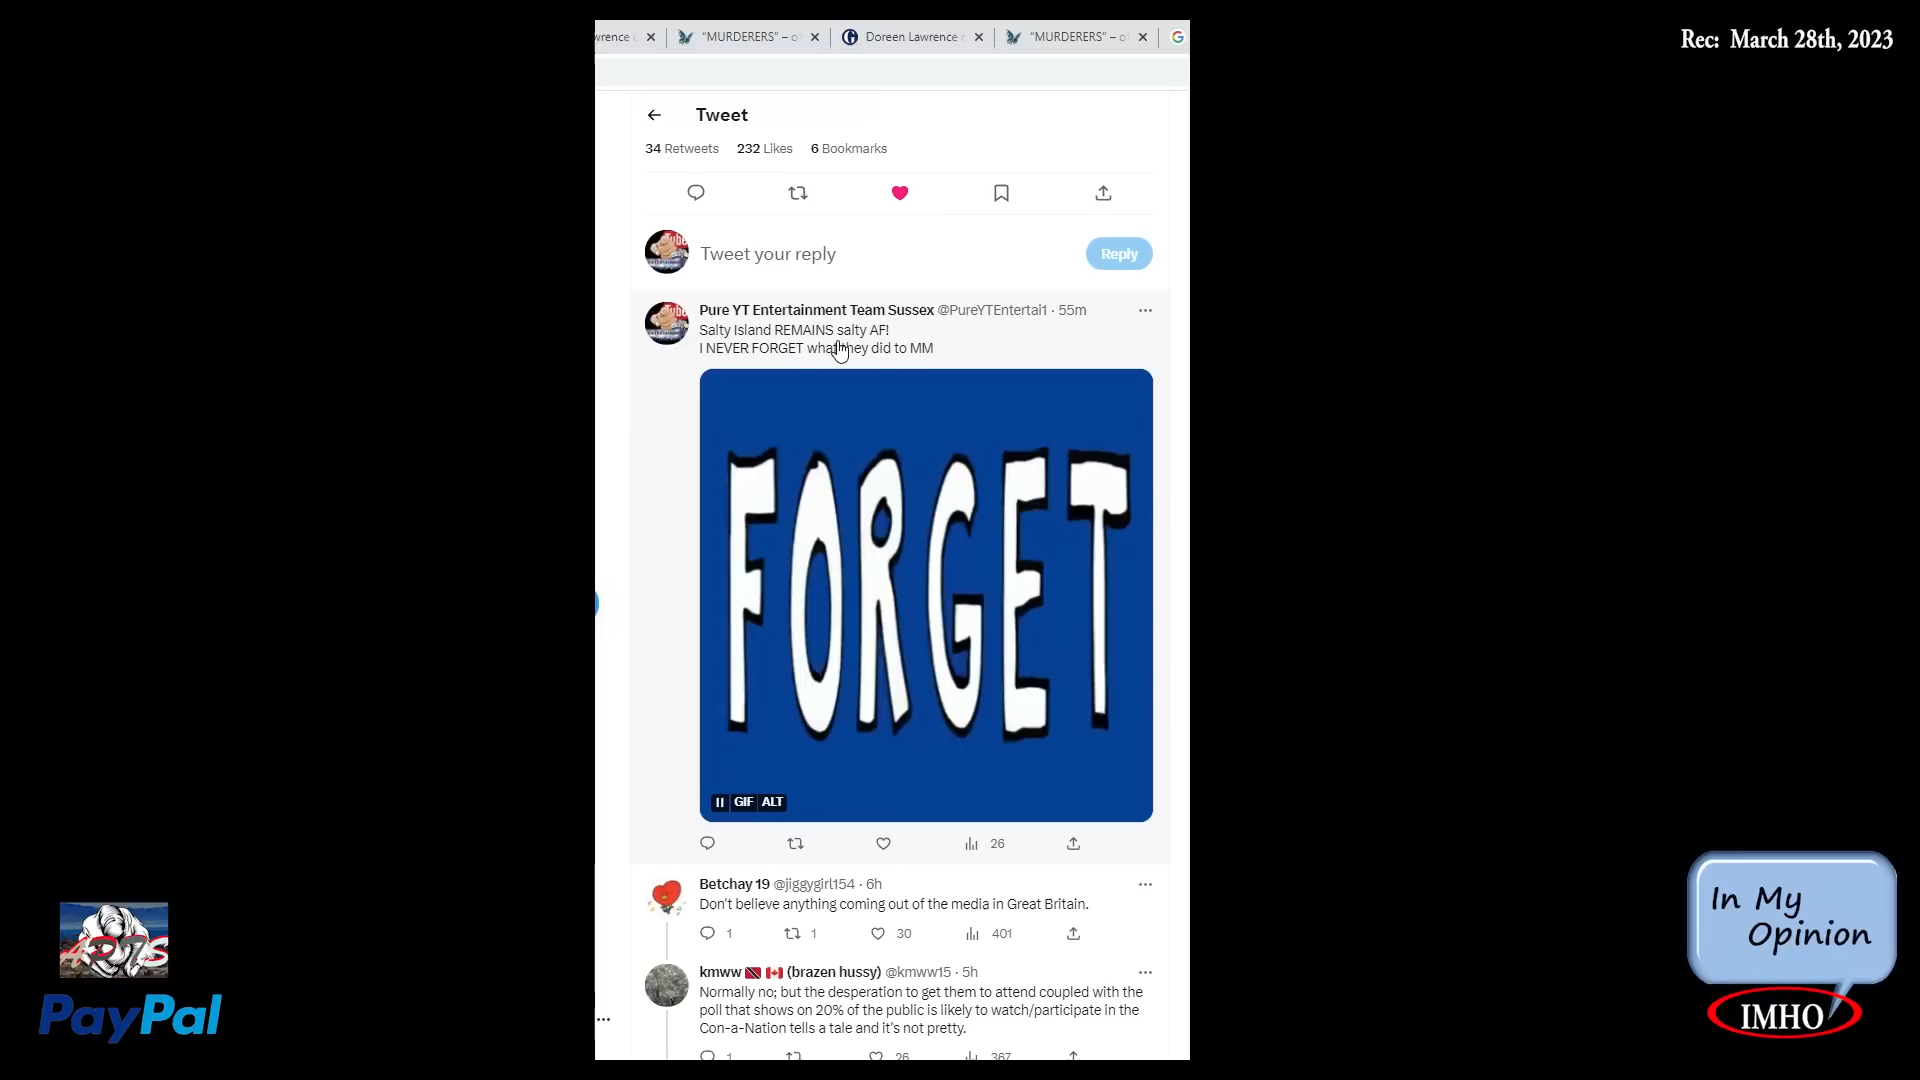 Rec: March 28th, 2023
wrence
"MURDERERS" – o
Doreen Lawrence
"MURDERERS" – o
Tweet
34 Retweets 232 Likes 6 Bookmarks
Tweet your reply
Reply
Pure YT Entertainment Team Sussex @PureYTEntertai1 · 55m
Salty Island REMAINS salty AF!
I NEVER FORGET what they did to MM
FORGET
GIF ALT
26
Betchay 19 @jiggygirl154 · 6h
Don't believe anything coming out of the media in Great Britain.
1 1 30 401
kmww 🇹🇹 🇨🇦 (brazen hussy) @kmww15 · 5h
Normally no; but the desperation to get them to attend coupled with the
poll that shows on 20% of the public is likely to watch/participate in the
Con-a-Nation tells a tale and it's not pretty.
1 26 367
PayPal
In My
Opinion
IMHO